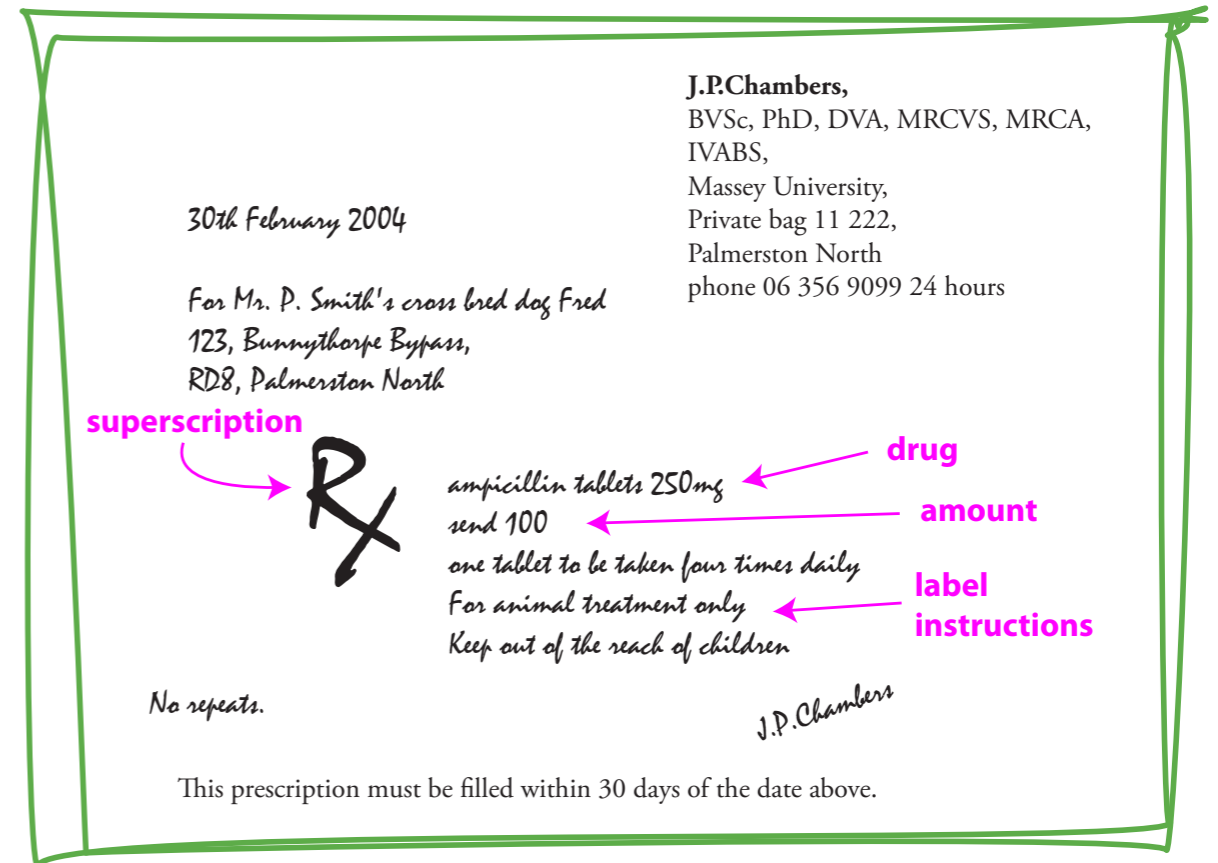 J.P.Chambers,
BVSc, PhD, DVA, MRCVS, MRCA,
IVABS,
Massey University,
Private bag 11 222,
Palmerston North
phone 06 356 9099 24 hours
30th February 2004
For Mr. P. Smith's cross bred dog Fred
123, Bunnythorpe Bypass,
RD8, Palmerston North
superscription
Rx
drug
ampicillin tablets 250mg
amount
send 100
one tablet to be taken four times daily
label
instructions
For animal treatment only
Keep out of the reach of children
No repeats.
J.P.Chambers
This prescription must be filled within 30 days of the date above.